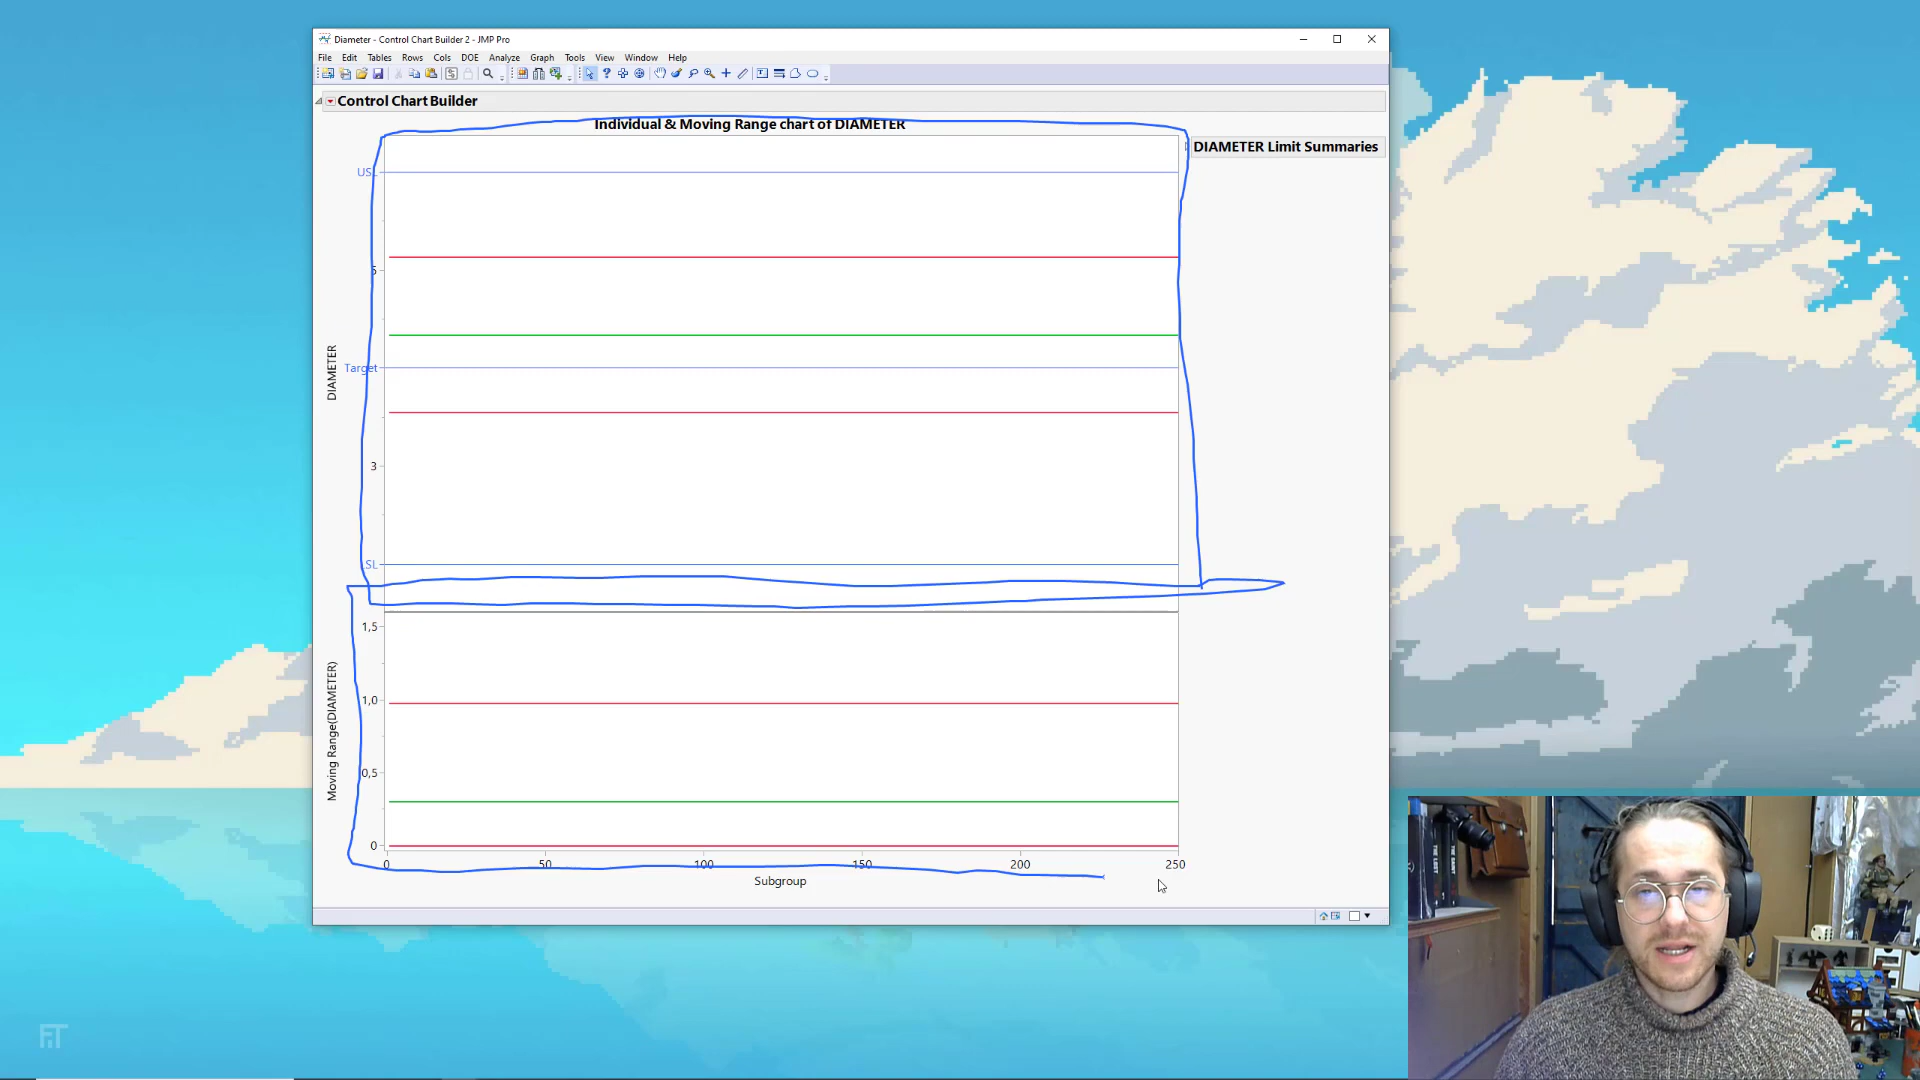 Diameter - Control Chart Builder 2 - JMP Pro
File Edit Tables Rows Cols DOE Analyze Graph Tools View Window Help
Control Chart Builder
Individual & Moving Range chart of DIAMETER
DIAMETER Limit Summaries
USL
5
DIAMETER
Target
3
LSL
1,5
Moving Range(DIAMETER)
1,0
0,5
0
0 50 100 150 200 250
Subgroup
FiT